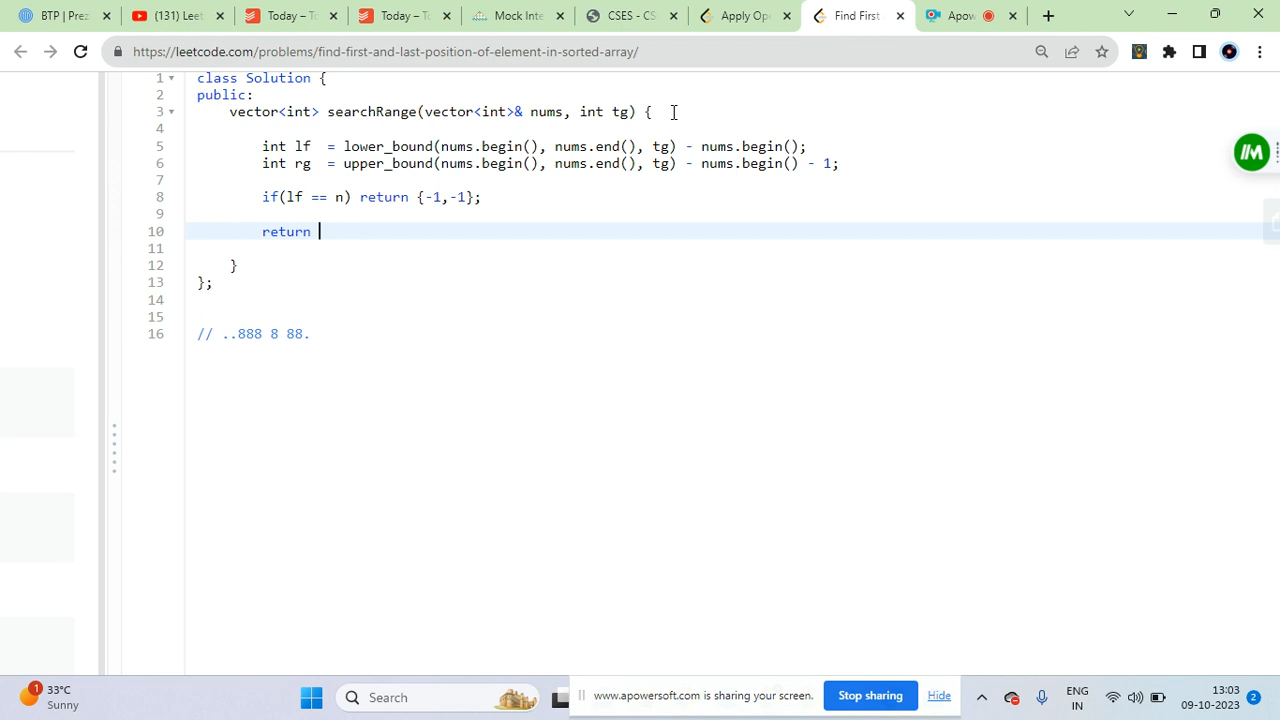 BTP | Prez
(131) Leet
Today – To
Today – To
Mock Inte
CSES - CS
Apply Ope
Find First
Apow
https://leetcode.com/problems/find-first-and-last-position-of-element-in-sorted-array/
1 class Solution {
2 public:
3 vector<int> searchRange(vector<int>& nums, int tg) {
4
5 int lf  = lower_bound(nums.begin(), nums.end(), tg) - nums.begin();
6 int rg  = upper_bound(nums.begin(), nums.end(), tg) - nums.begin() - 1;
7
8 if(lf == n) return {-1,-1};
9
10 return
11
12 }
13 };
14
15
16 // ..888 8 88.
1
33°C
Sunny
Search
www.apowersoft.com is sharing your screen.
Stop sharing
Hide
ENG
IN
13:03
09-10-2023
2